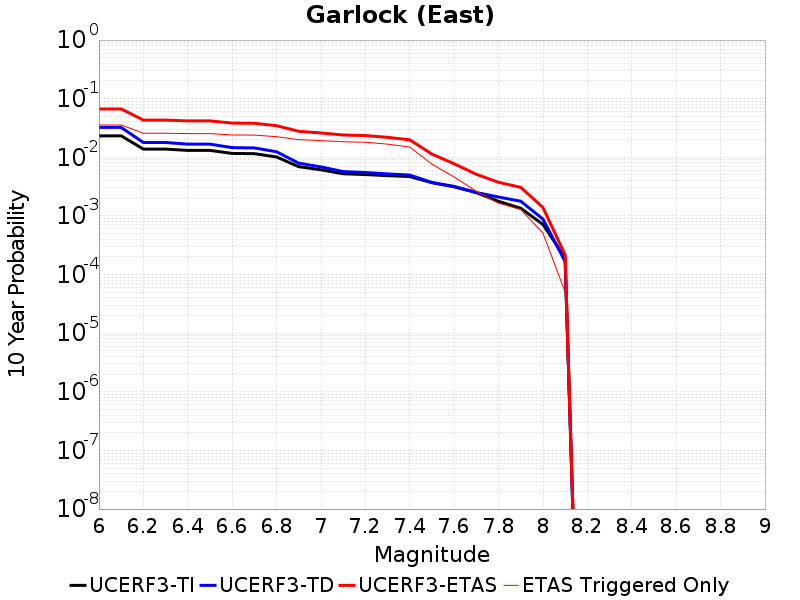 Garlock (East)
10 Year Probability
10^0
10^-1
10^-2
10^-3
10^-4
10^-5
10^-6
10^-7
10^-8
6 6.2 6.4 6.6 6.8 7 7.2 7.4 7.6 7.8 8 8.2 8.4 8.6 8.8 9
Magnitude
UCERF3-TI UCERF3-TD UCERF3-ETAS ETAS Triggered Only